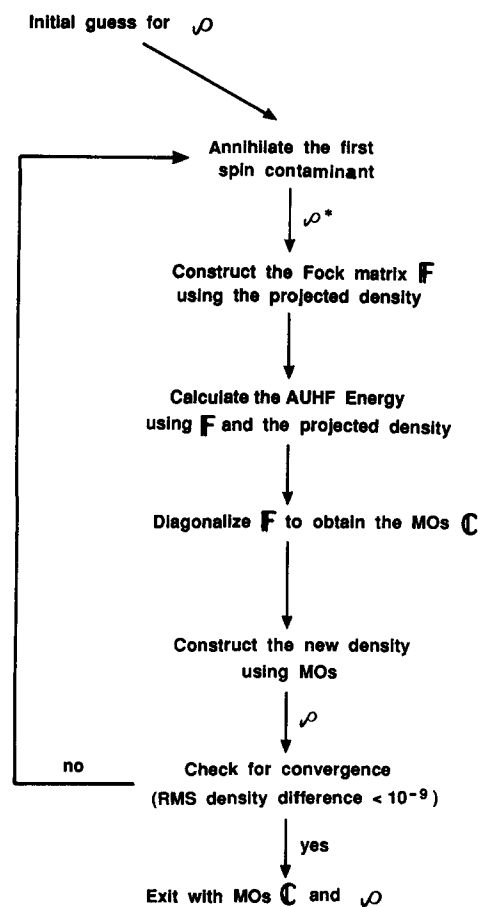 Initial guess for ℘
Annihilate the first
spin contaminant
℘*
Construct the Fock matrix 𝔽
using the projected density
Calculate the AUHF Energy
using 𝔽 and the projected density
Diagonalize 𝔽 to obtain the MOs ℂ
Construct the new density
using MOs
℘
no
Check for convergence
(RMS density difference < 10⁻⁹)
yes
Exit with MOs ℂ and ℘